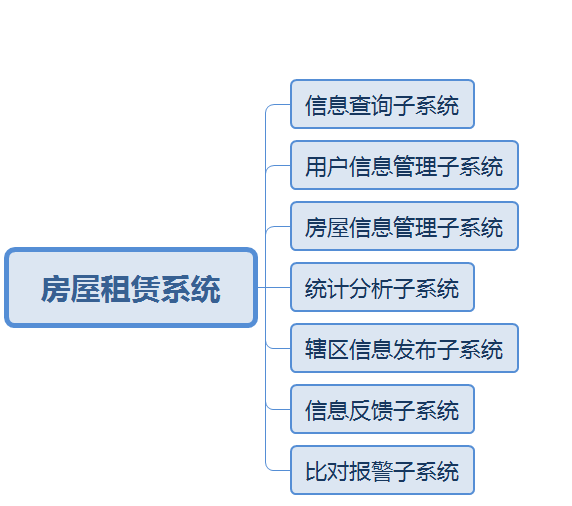 房屋租赁系统
信息查询子系统
用户信息管理子系统
房屋信息管理子系统
统计分析子系统
辖区信息发布子系统
信息反馈子系统
比对报警子系统